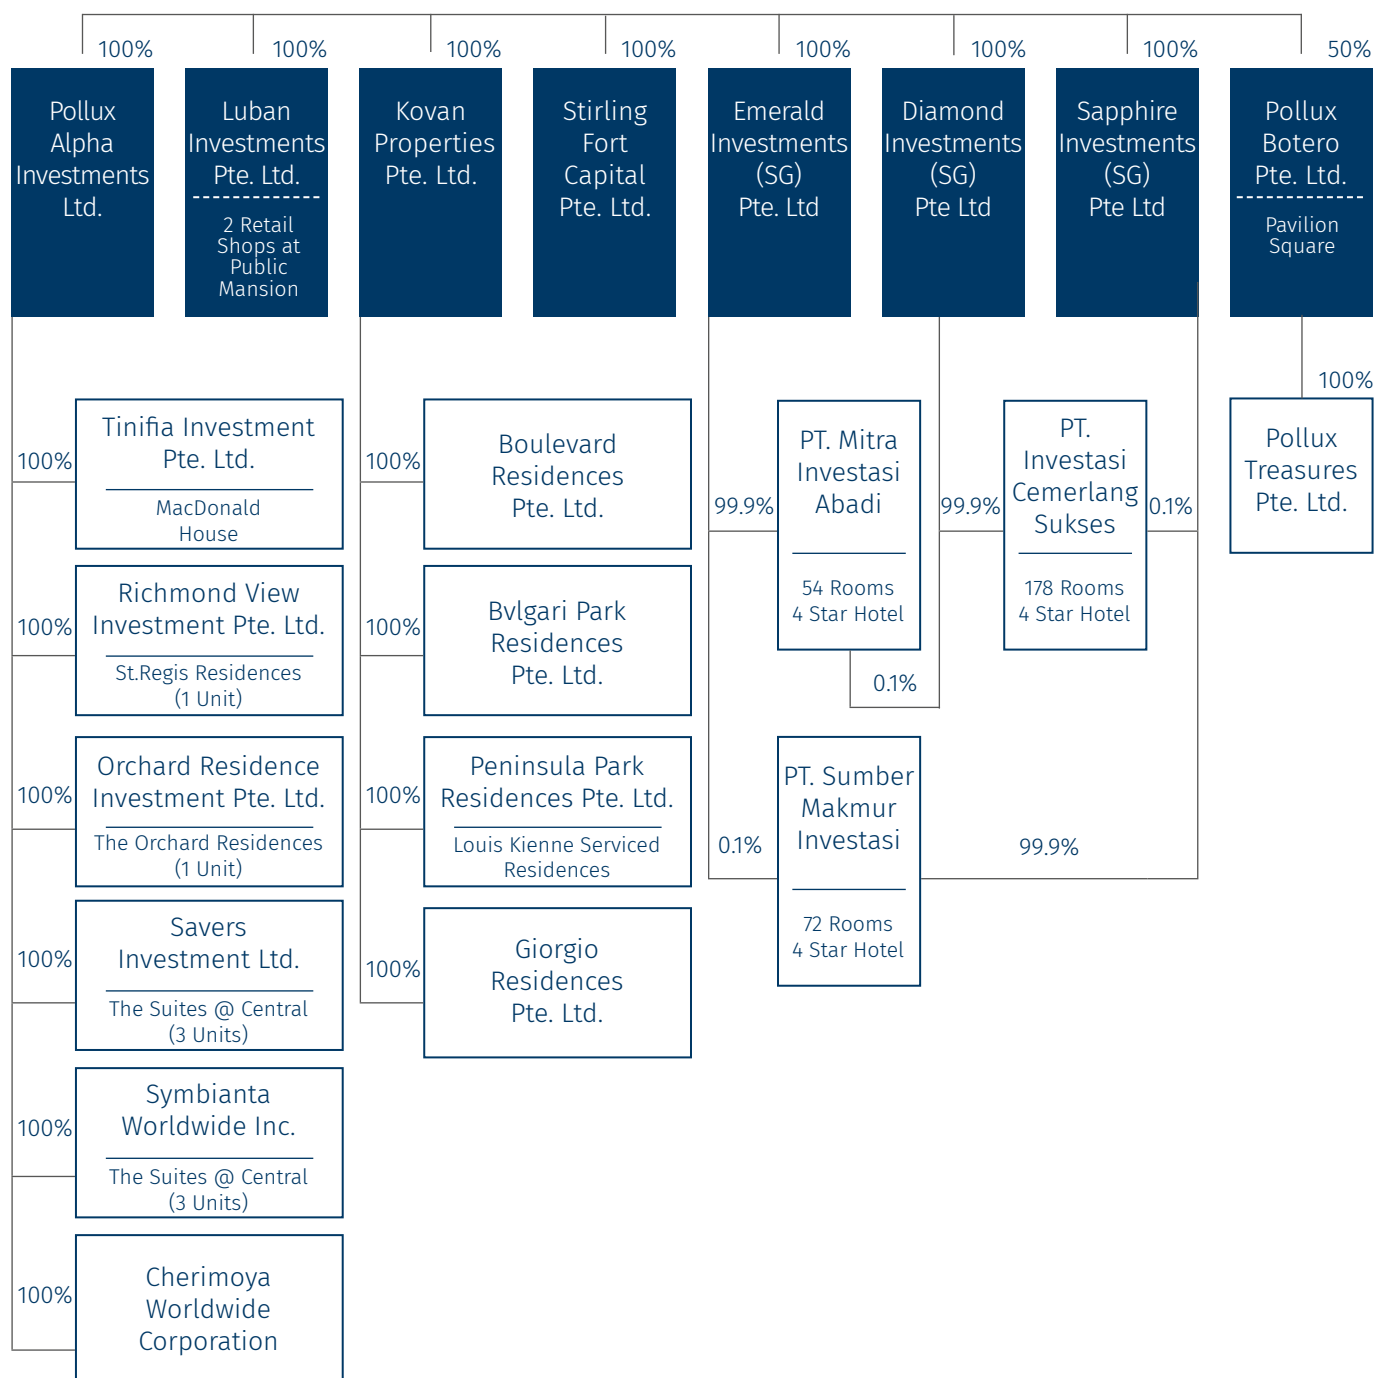 100%
100%
100%
100%
100%
100%
100%
50%
Pollux
Alpha
Investments
Ltd.
Luban
Investments
Pte. Ltd.
2 Retail
Shops at
Public
Mansion
Kovan
Properties
Pte. Ltd.
Stirling
Fort
Capital
Pte. Ltd.
Emerald
Investments
(SG)
Pte. Ltd
Diamond
Investments
(SG)
Pte Ltd
Sapphire
Investments
(SG)
Pte Ltd
Pollux
Botero
Pte. Ltd.
Pavilion
Square
100%
Tinifia Investment
Pte. Ltd.
MacDonald
House
100%
Richmond View
Investment Pte. Ltd.
St.Regis Residences
(1 Unit)
100%
Orchard Residence
Investment Pte. Ltd.
The Orchard Residences
(1 Unit)
100%
Savers
Investment Ltd.
The Suites @ Central
(3 Units)
100%
Symbianta
Worldwide Inc.
The Suites @ Central
(3 Units)
100%
Cherimoya
Worldwide
Corporation
100%
Boulevard
Residences
Pte. Ltd.
100%
Bvlgari Park
Residences
Pte. Ltd.
100%
Peninsula Park
Residences Pte. Ltd.
Louis Kienne Serviced
Residences
100%
Giorgio
Residences
Pte. Ltd.
99.9%
PT. Mitra
Investasi
Abadi
54 Rooms
4 Star Hotel
0.1%
99.9%
PT.
Investasi
Cemerlang
Sukses
178 Rooms
4 Star Hotel
0.1%
0.1%
PT. Sumber
Makmur
Investasi
72 Rooms
4 Star Hotel
99.9%
100%
Pollux
Treasures
Pte. Ltd.